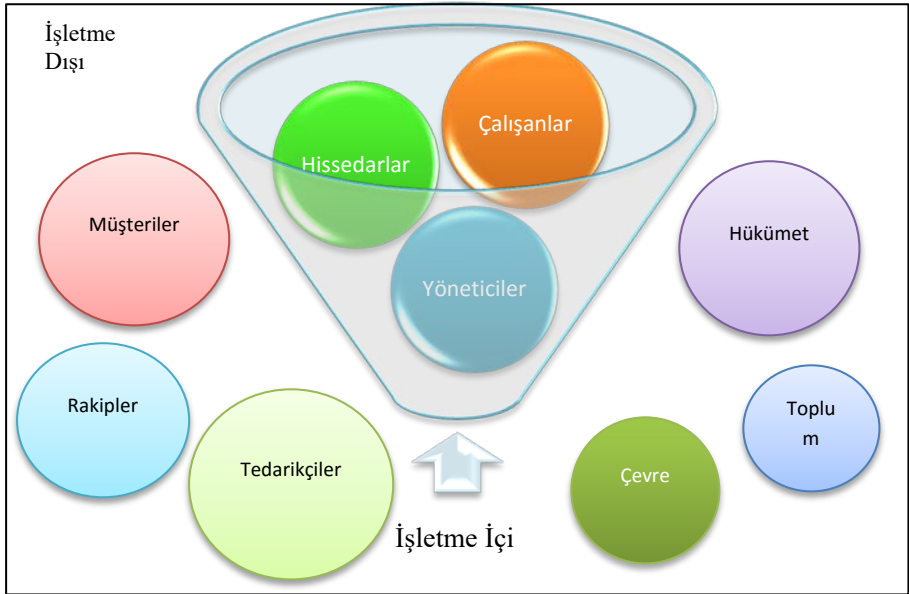 İşletme
Dışı
Çalışanlar
Hissedarlar
Müşteriler
Hükümet
Yöneticiler
Rakipler
Toplu
m
Tedarikçiler
Çevre
İşletme İçi